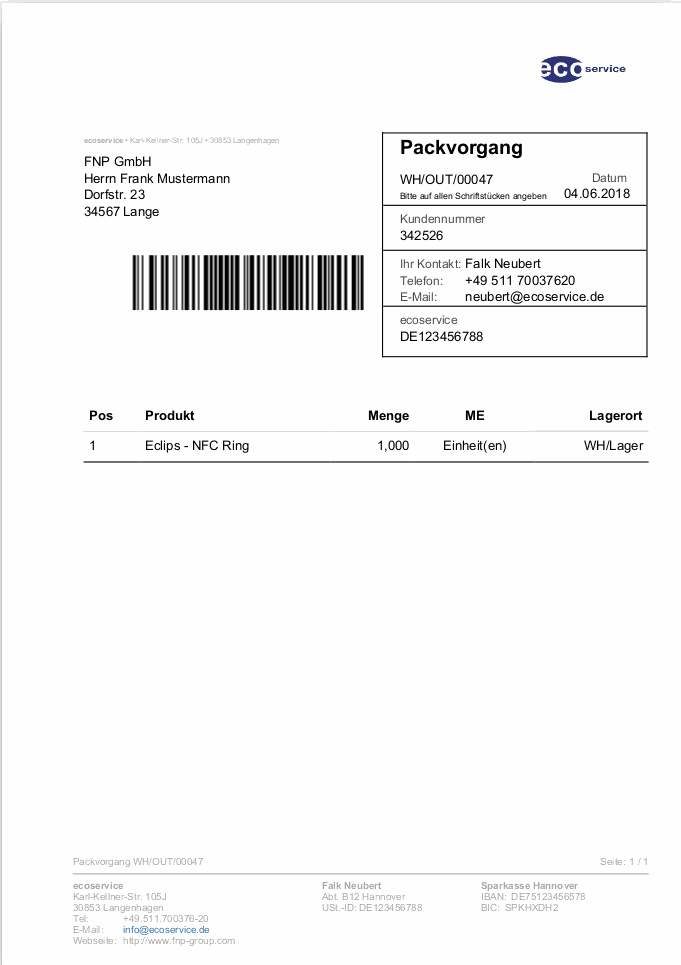 eco service
ecoservice • Karl-Kellner-Str. 105J • 30853 Langenhagen
FNP GmbH
Herrn Frank Mustermann
Dorfstr. 23
34567 Lange
Packvorgang
WH/OUT/00047 Datum
Bitte auf allen Schriftstücken angeben 04.06.2018
Kundennummer
342526
Ihr Kontakt: Falk Neubert
Telefon: +49 511 70037620
E-Mail: neubert@ecoservice.de
ecoservice
DE123456788
Pos Produkt Menge ME Lagerort
1 Eclips - NFC Ring 1,000 Einheit(en) WH/Lager
Packvorgang WH/OUT/00047 Seite: 1 / 1
ecoservice Falk Neubert Sparkasse Hannover
Karl-Kellner-Str. 105J Abt. B12 Hannover IBAN: DE75123456578
30853 Langenhagen USt.-ID: DE123456788 BIC: SPKHXDH2
Tel: +49.511.700376-20
E-Mail: info@ecoservice.de
Webseite: http://www.fnp-group.com